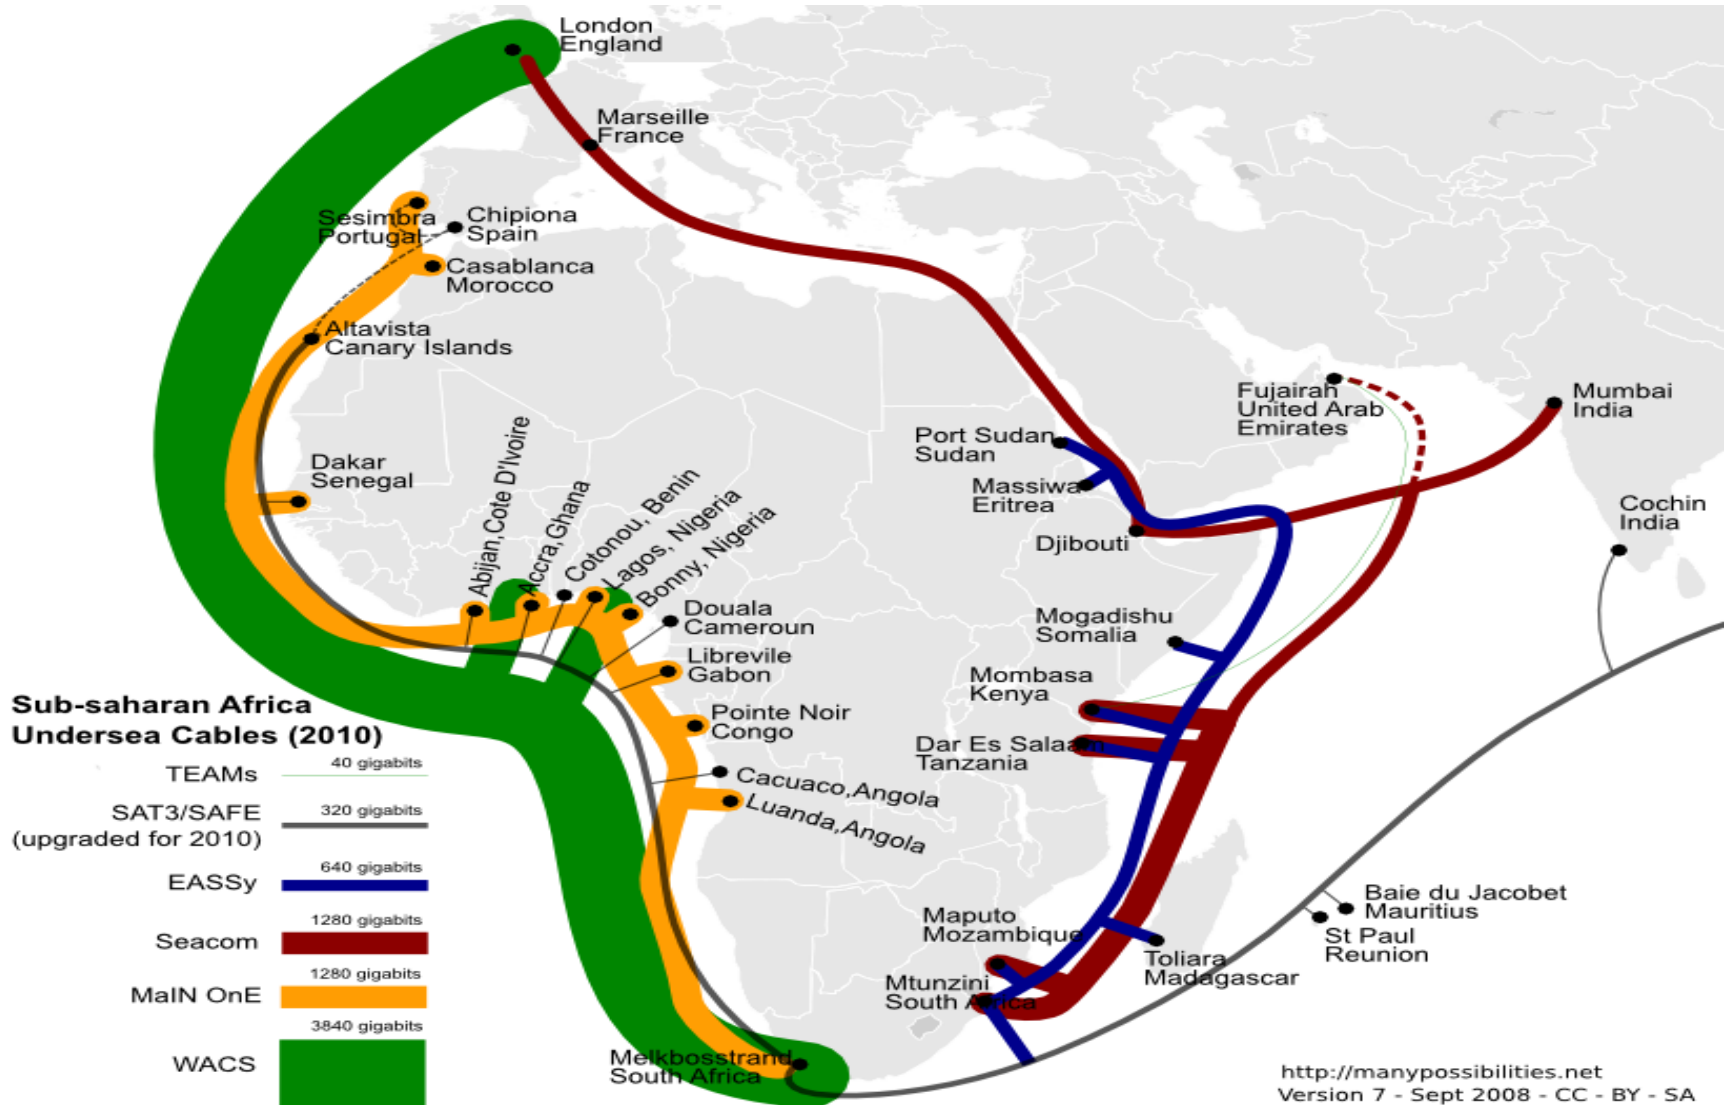 London
England
Marseille
France
Sesimbra
Portugal
Chipiona
Spain
Casablanca
Morocco
Altavista
Canary Islands
Dakar
Senegal
Abijan,Cote D'Ivoire
Accra,Ghana
Cotonou, Benin
Lagos, Nigeria
Bonny, Nigeria
Douala
Cameroun
Librevile
Gabon
Pointe Noir
Congo
Cacuaco,Angola
Luanda,Angola
Melkbosstrand
South Africa
Port Sudan
Sudan
Massiwa
Eritrea
Djibouti
Fujairah
United Arab
Emirates
Mumbai
India
Cochin
India
Mogadishu
Somalia
Mombasa
Kenya
Dar Es Salaam
Tanzania
Maputo
Mozambique
Mtunzini
South Africa
Toliara
Madagascar
Baie du Jacobet
Mauritius
St Paul
Reunion
Sub-saharan Africa
Undersea Cables (2010)
TEAMs
40 gigabits
SAT3/SAFE
(upgraded for 2010)
320 gigabits
EASSy
640 gigabits
Seacom
1280 gigabits
MaIN OnE
1280 gigabits
WACS
3840 gigabits
http://manypossibilities.net
Version 7 - Sept 2008 - CC - BY - SA